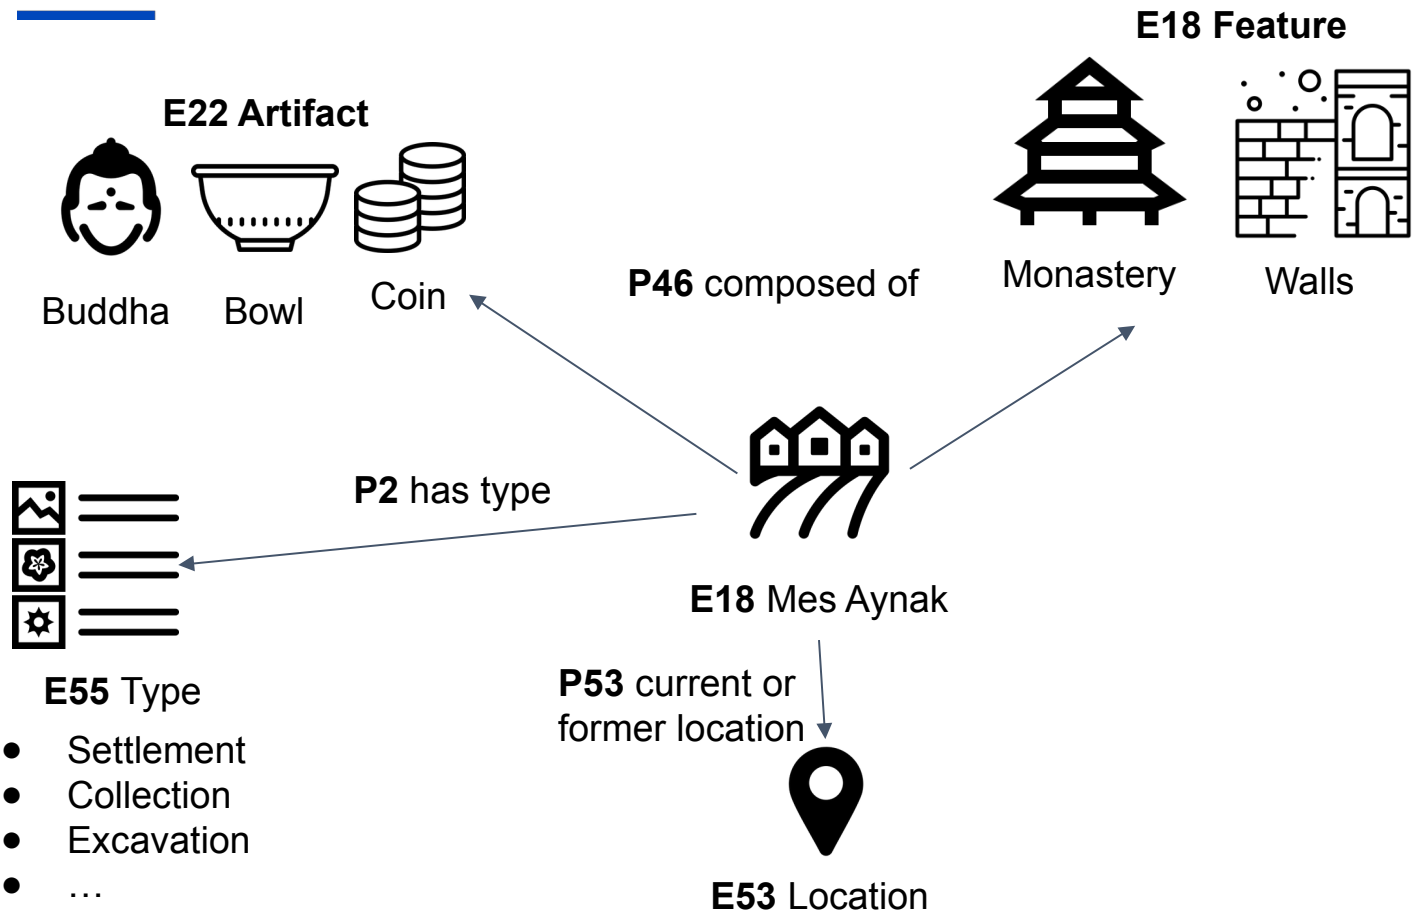 E18 Feature
E22 Artifact
Buddha
Bowl
Coin
P46 composed of
Monastery
Walls
P2 has type
E18 Mes Aynak
E55 Type
P53 current or
former location
● Settlement
● Collection
● Excavation
● …
E53 Location